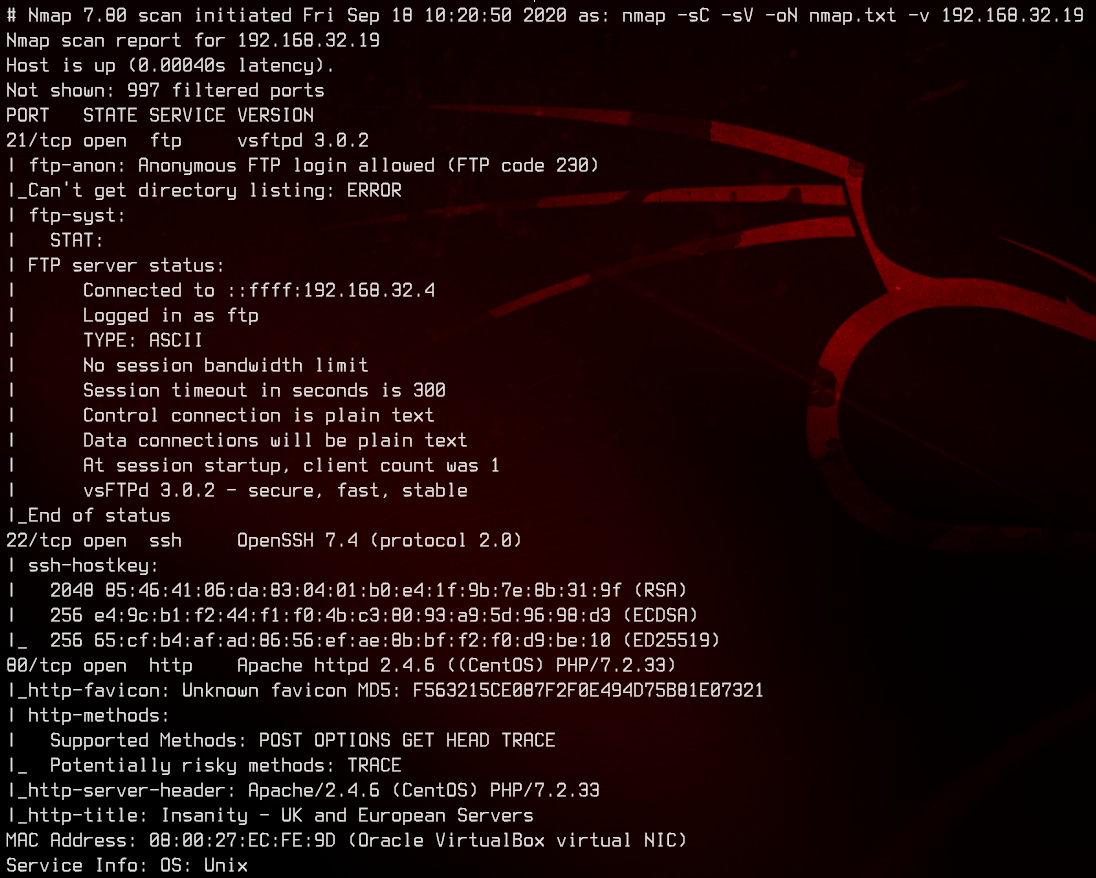 # Nmap 7.80 scan initiated Fri Sep 18 10:20:50 2020 as: nmap -sC -sV -oN nmap.txt -v 192.168.32.19
Nmap scan report for 192.168.32.19
Host is up (0.00040s latency).
Not shown: 997 filtered ports
PORT   STATE SERVICE VERSION
21/tcp open  ftp     vsftpd 3.0.2
| ftp-anon: Anonymous FTP login allowed (FTP code 230)
|_Can't get directory listing: ERROR
| ftp-syst:
|   STAT:
| FTP server status:
|      Connected to ::ffff:192.168.32.4
|      Logged in as ftp
|      TYPE: ASCII
|      No session bandwidth limit
|      Session timeout in seconds is 300
|      Control connection is plain text
|      Data connections will be plain text
|      At session startup, client count was 1
|      vsFTPd 3.0.2 - secure, fast, stable
|_End of status
22/tcp open  ssh     OpenSSH 7.4 (protocol 2.0)
| ssh-hostkey:
|   2048 85:46:41:06:da:83:04:01:b0:e4:1f:9b:7e:8b:31:9f (RSA)
|   256 e4:9c:b1:f2:44:f1:f0:4b:c3:80:93:a9:5d:96:98:d3 (ECDSA)
|_  256 65:cf:b4:af:ad:86:56:ef:ae:8b:bf:f2:f0:d9:be:10 (ED25519)
80/tcp open  http    Apache httpd 2.4.6 ((CentOS) PHP/7.2.33)
|_http-favicon: Unknown favicon MD5: F563215CE087F2F0E494D75B81E07321
| http-methods:
|   Supported Methods: POST OPTIONS GET HEAD TRACE
|_  Potentially risky methods: TRACE
|_http-server-header: Apache/2.4.6 (CentOS) PHP/7.2.33
|_http-title: Insanity - UK and European Servers
MAC Address: 08:00:27:EC:FE:9D (Oracle VirtualBox virtual NIC)
Service Info: OS: Unix